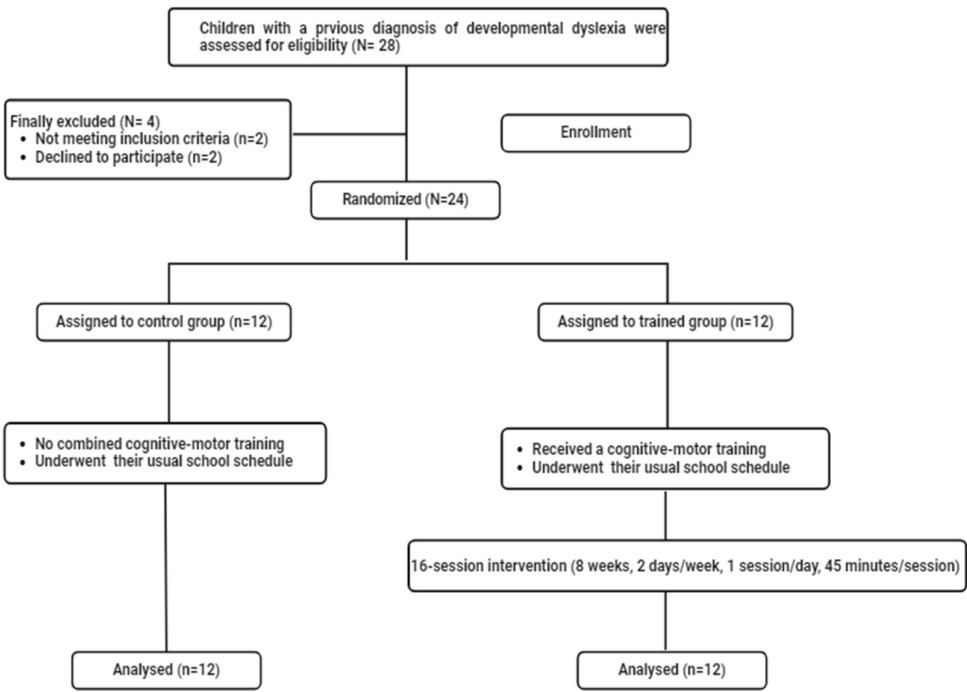 Children with a prvious diagnosis of developmental dyslexia were
assessed for eligibility (N= 28)
Finally excluded (N= 4)
• Not meeting inclusion criteria (n=2)
• Declined to participate (n=2)
Enrollment
Randomized (N=24)
Assigned to control group (n=12)
Assigned to trained group (n=12)
• No combined cognitive-motor training
• Underwent their usual school schedule
• Received a cognitive-motor training
• Underwent their usual school schedule
16-session intervention (8 weeks, 2 days/week, 1 session/day, 45 minutes/session)
Analysed (n=12)
Analysed (n=12)